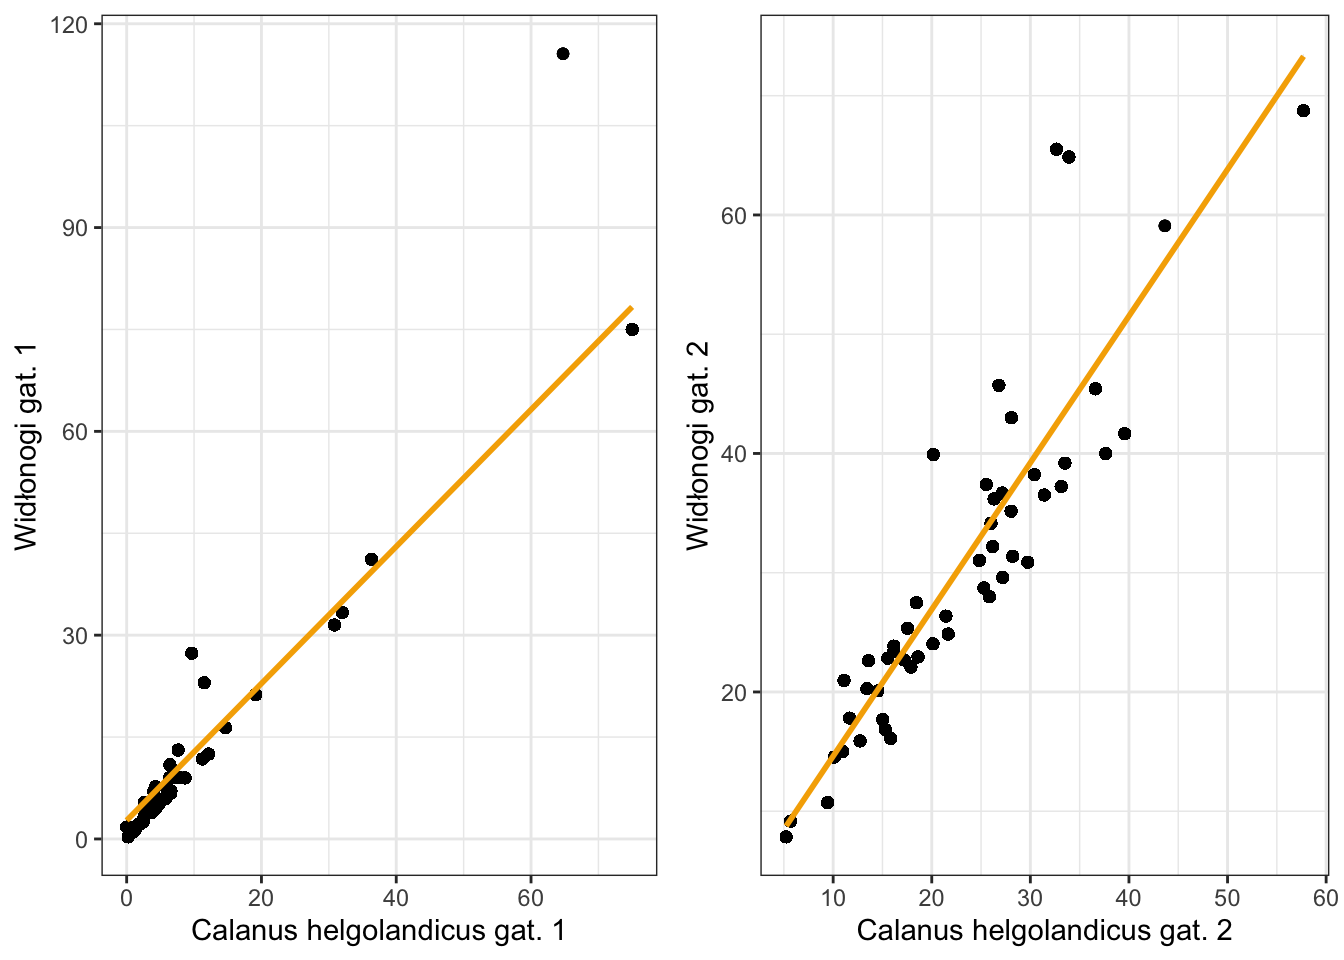 120
90
60
30
0
0 20 40 60
Widłonogi gat. 1
Calanus helgolandicus gat. 1
60
40
20
10 20 30 40 50 60
Widłonogi gat. 2
Calanus helgolandicus gat. 2